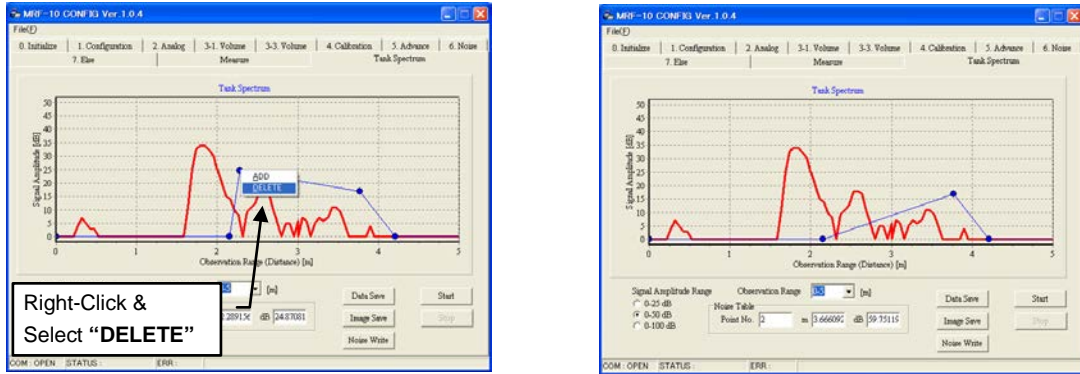 MRF-10 CONFIG Ver.1.0.4
File(F)
0. Initialize 1. Configuration 2. Analog 3-1. Volume 3-3. Volume 4. Calibration 5. Advance 6. Noise
7. Else Measure Tank Spectrum
Tank Spectrum
Signal Amplitude [dB]
50
45
40
35
30
25
20
15
10
5
0
0 1 2 3 4 5
Observation Range (Distance) [m]
ADD
DELETE
Right-Click &
Select “DELETE”
0-5 [m]
dB 24.87081
Data Save Start
Image Save Stop
Noise Write
COM : OPEN STATUS : ERR :
MRF-10 CONFIG Ver.1.0.4
File(F)
0. Initialize 1. Configuration 2. Analog 3-1. Volume 3-3. Volume 4. Calibration 5. Advance 6. Noise
7. Else Measure Tank Spectrum
Tank Spectrum
Signal Amplitude [dB]
50
45
40
35
30
25
20
15
10
5
0
0 1 2 3 4 5
Observation Range (Distance) [m]
Signal Amplitude Range Observation Range 0-5 [m]
0-25 dB
0-50 dB
0-100 dB
Noise Table
Point No. 2 m 3.666092 dB 59.75119
Data Save Start
Image Save Stop
Noise Write
COM : OPEN STATUS : ERR :